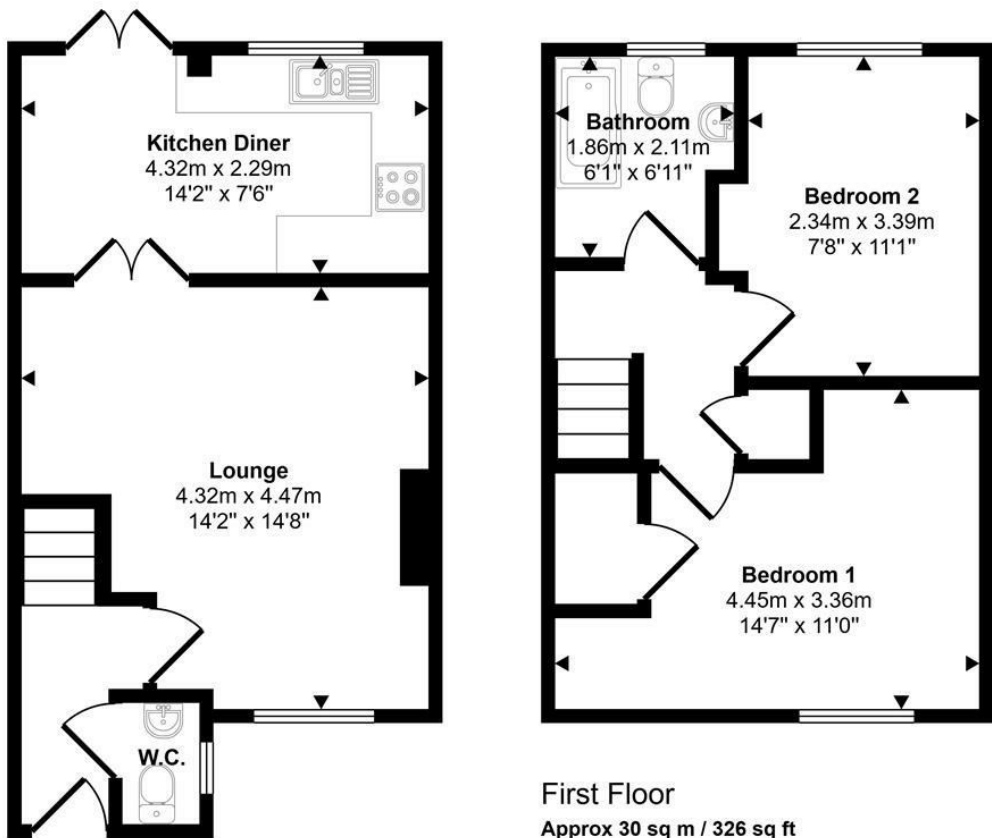 Kitchen Diner
4.32m x 2.29m
14'2" x 7'6"
Lounge
4.32m x 4.47m
14'2" x 14'8"
W.C.
Bathroom
1.86m x 2.11m
6'1" x 6'11"
Bedroom 2
2.34m x 3.39m
7'8" x 11'1"
Bedroom 1
4.45m x 3.36m
14'7" x 11'0"
First Floor
Approx 30 sq m / 326 sq ft